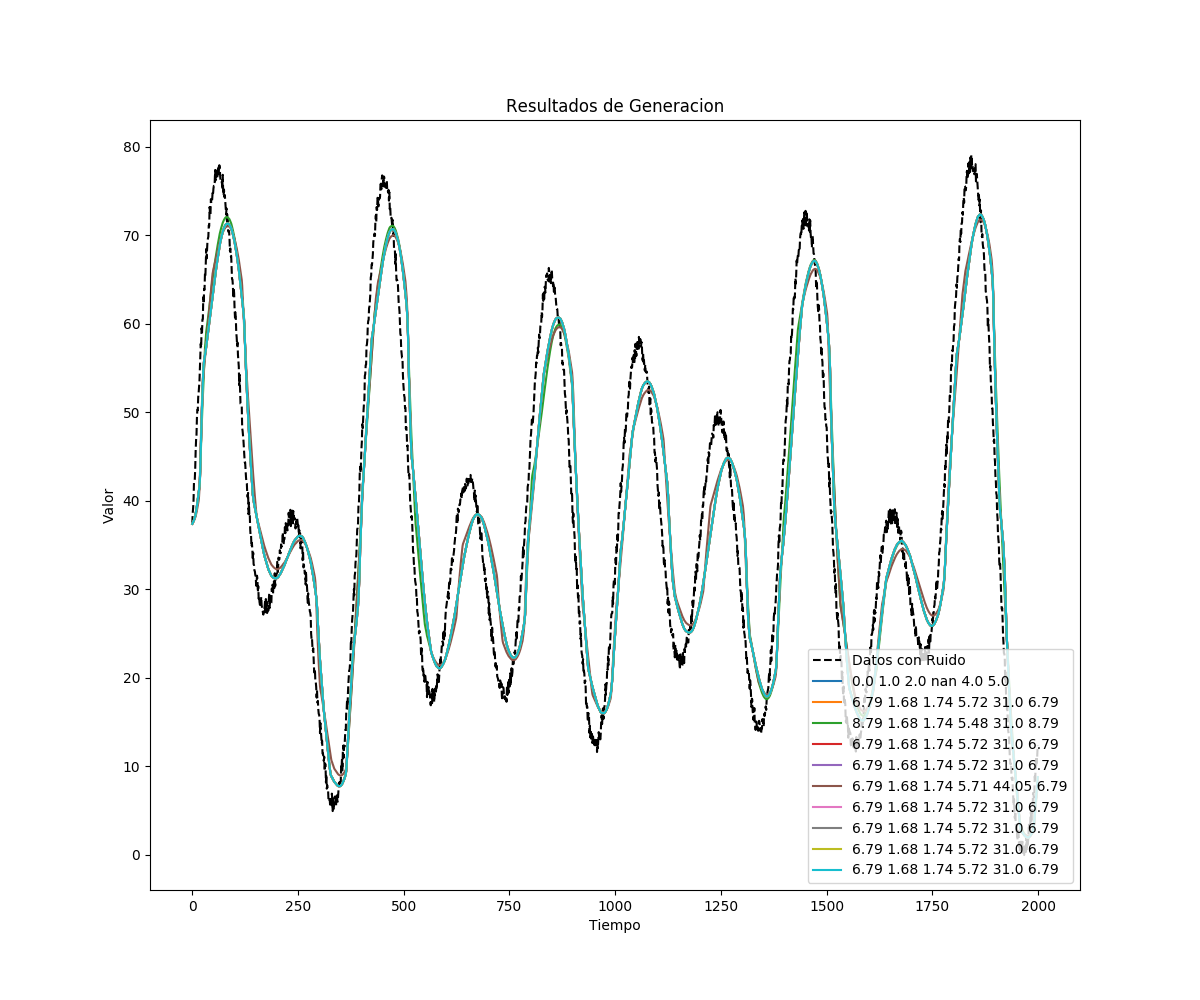 Resultados de Generacion
80
70
60
50
40
30
20
10
0
Valor
0 250 500 750 1000 1250 1500 1750 2000
Tiempo
Datos con Ruido
0.0 1.0 2.0 nan 4.0 5.0
6.79 1.68 1.74 5.72 31.0 6.79
8.79 1.68 1.74 5.48 31.0 8.79
6.79 1.68 1.74 5.72 31.0 6.79
6.79 1.68 1.74 5.72 31.0 6.79
6.79 1.68 1.74 5.71 44.05 6.79
6.79 1.68 1.74 5.72 31.0 6.79
6.79 1.68 1.74 5.72 31.0 6.79
6.79 1.68 1.74 5.72 31.0 6.79
6.79 1.68 1.74 5.72 31.0 6.79